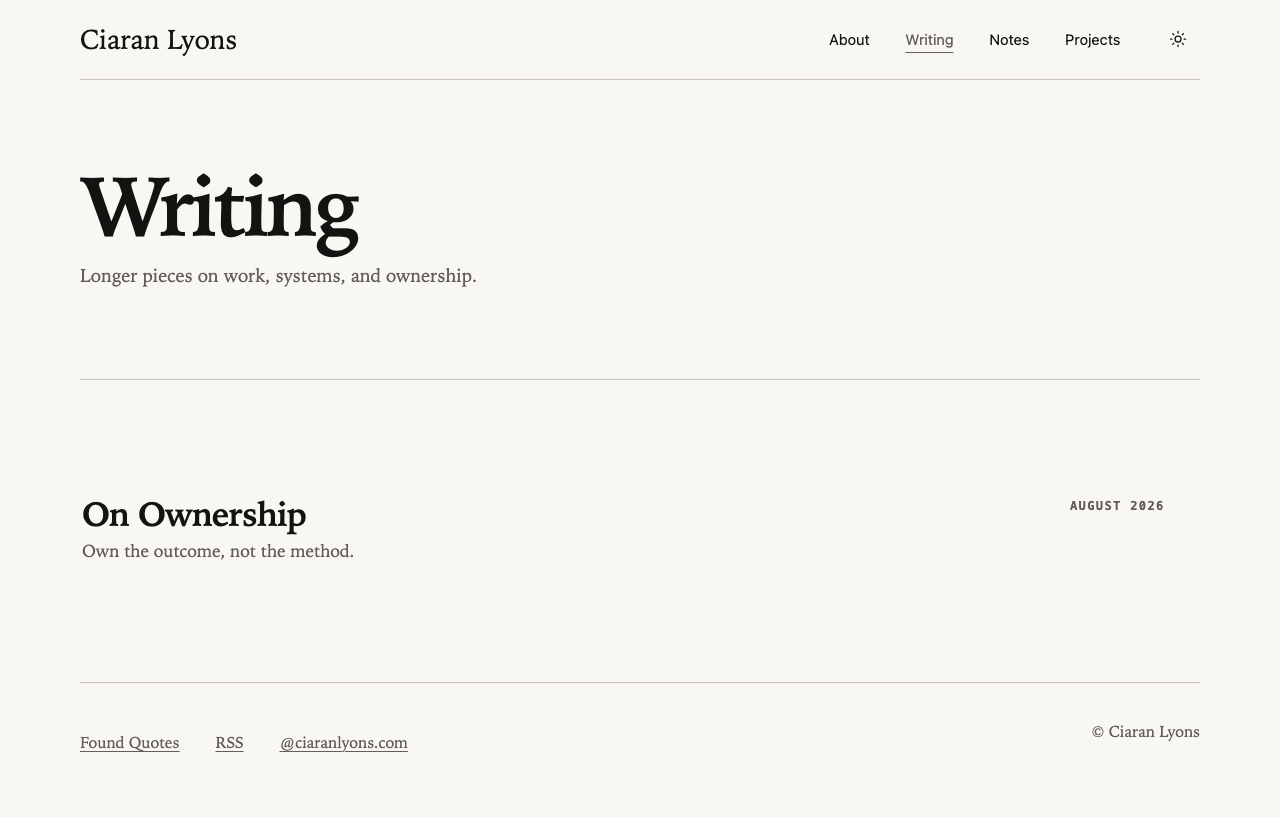 Ciaran Lyons
About Writing Notes Projects
Writing
Longer pieces on work, systems, and ownership.
On Ownership
AUGUST 2026
Own the outcome, not the method.
Found Quotes RSS @ciaranlyons.com
© Ciaran Lyons